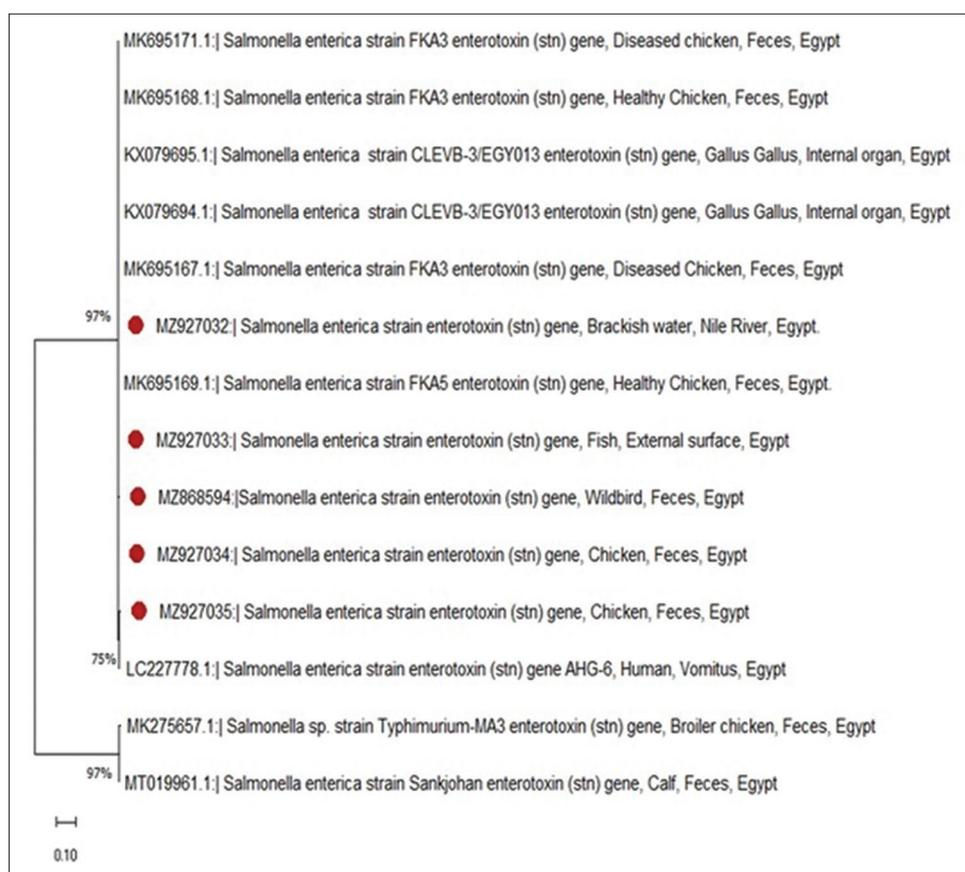 MK695171.1:| Salmonella enterica strain FKA3 enterotoxin (stn) gene, Diseased chicken, Feces, Egypt
MK695168.1:| Salmonella enterica strain FKA3 enterotoxin (stn) gene, Healthy Chicken, Feces, Egypt
KX079695.1:| Salmonella enterica strain CLEVB-3/EGY013 enterotoxin (stn) gene, Gallus Gallus, Internal organ, Egypt
KX079694.1:| Salmonella enterica strain CLEVB-3/EGY013 enterotoxin (stn) gene, Gallus Gallus, Internal organ, Egypt
MK695167.1:| Salmonella enterica strain FKA3 enterotoxin (stn) gene, Diseased Chicken, Feces, Egypt
97%
MZ927032:| Salmonella enterica strain enterotoxin (stn) gene, Brackish water, Nile River, Egypt.
MK695169.1:| Salmonella enterica strain FKA5 enterotoxin (stn) gene, Healthy Chicken, Feces, Egypt.
MZ927033:| Salmonella enterica strain enterotoxin (stn) gene, Fish, External surface, Egypt
MZ868594:|Salmonella enterica strain enterotoxin (stn) gene, Wildbird, Feces, Egypt
MZ927034:| Salmonella enterica strain enterotoxin (stn) gene, Chicken, Feces, Egypt
MZ927035:| Salmonella enterica strain enterotoxin (stn) gene, Chicken, Feces, Egypt
75%
LC227778.1:| Salmonella enterica strain enterotoxin (stn) gene AHG-6, Human, Vomitus, Egypt
MK275657.1:| Salmonella sp. strain Typhimurium-MA3 enterotoxin (stn) gene, Broiler chicken, Feces, Egypt
97%
MT019961.1:| Salmonella enterica strain Sankjohan enterotoxin (stn) gene, Calf, Feces, Egypt
0.10